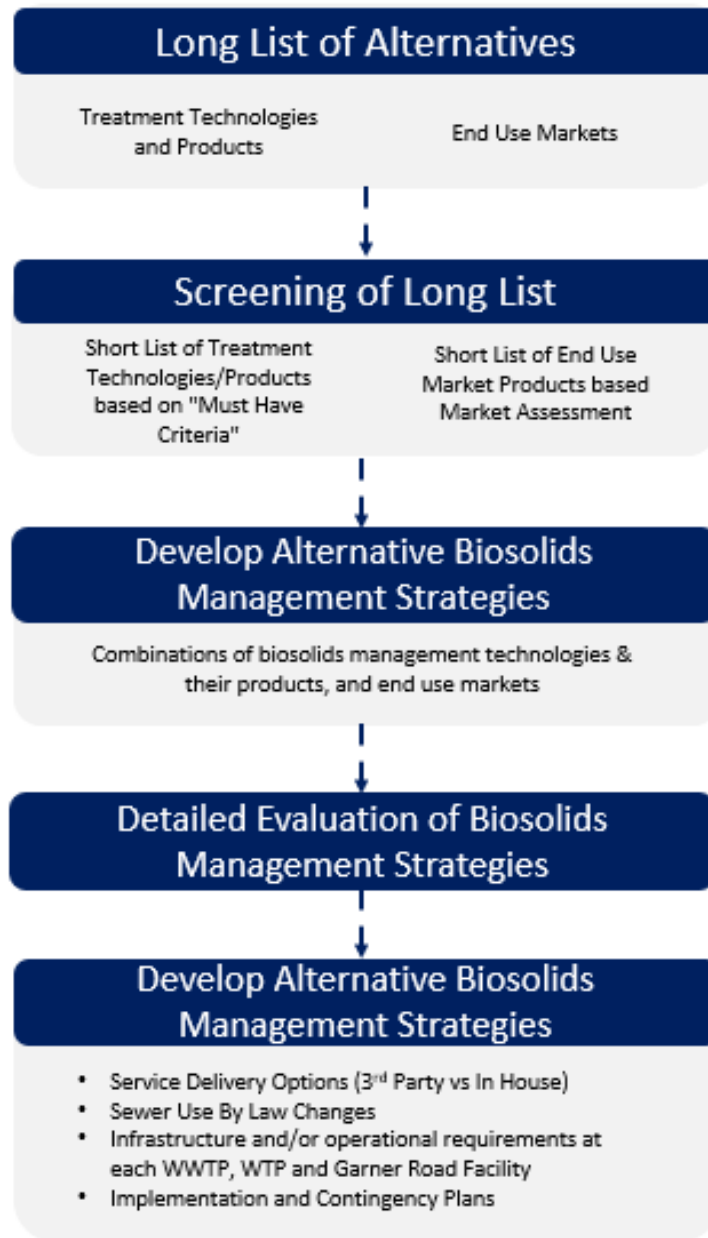 Long List of Alternatives
Treatment Technologies
and Products
End Use Markets
Screening of Long List
Short List of Treatment
Technologies/Products
based on "Must Have
Criteria"
Short List of End Use
Market Products based
Market Assessment
Develop Alternative Biosolids
Management Strategies
Combinations of biosolids management technologies &
their products, and end use markets
Detailed Evaluation of Biosolids
Management Strategies
Develop Alternative Biosolids
Management Strategies
• Service Delivery Options (3rd Party vs In House)
• Sewer Use By Law Changes
• Infrastructure and/or operational requirements at
each WWTP, WTP and Garner Road Facility
• Implementation and Contingency Plans